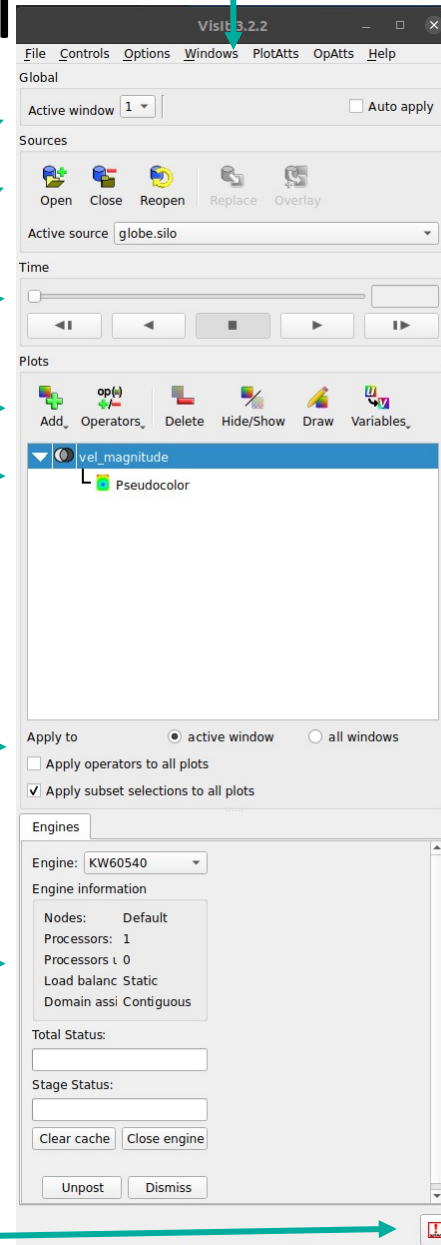 VisIt 3.2.2
File Controls Options Windows PlotAtts OpAtts Help
Global
Active window 1 Auto apply
Sources
Open Close Reopen Replace Overlay
Active source globe.silo
Time
Plots
op(u)
+/-
Add Operators Delete Hide/Show Draw Variables
vel_magnitude
Pseudocolor
Apply to active window all windows
Apply operators to all plots
Apply subset selections to all plots
Engines
Engine: KW60540
Engine information
Nodes: Default
Processors: 1
Processors u 0
Load balanc Static
Domain assi Contiguous
Total Status:
Stage Status:
Clear cache Close engine
Unpost Dismiss